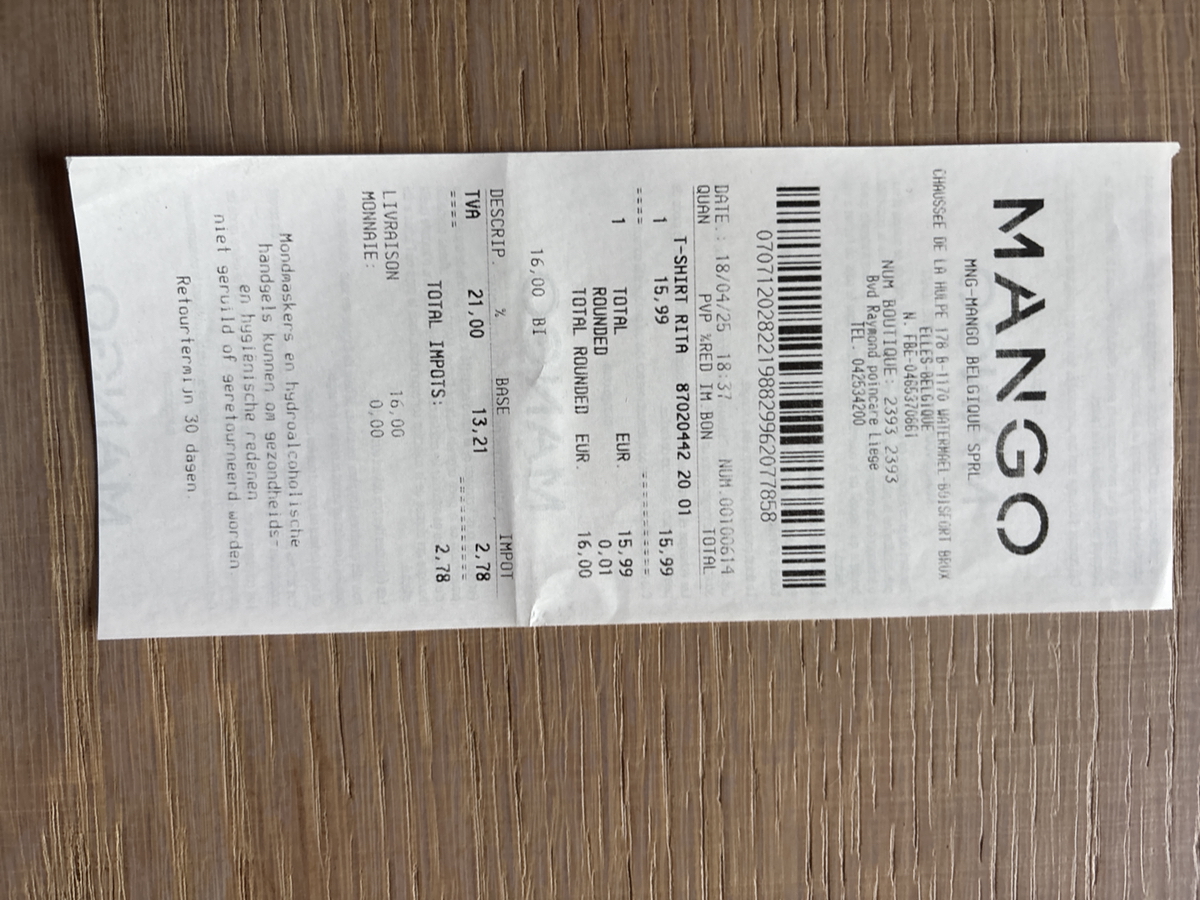 MANGO
MNG-MANGO BELGIQUE SPRL
CHAUSSEE DE LA HULPE 178 B-1170 WATERMAEL-BOISFORT BRUX
ELLES-BELGIQUE
N. FBE-0465370661
NUM BOUTIQUE: 2393 2393
Bvd Raymond poincare Liege
TEL. 042534200
07071202822198829962077858
DATE.: 18/04/25 18:37 NUM.00100614
QUAN PVP %RED IM.BON TOTAL
T-SHIRT RITA 87020442 20 01
1 15,99 15,99
==== ==========
1 TOTAL EUR. 15,99
ROUNDED 0,01
TOTAL ROUNDED EUR. 16,00
16,00 BI
DESCRIP. % BASE IMPOT
TVA 21,00 13,21 2,78
==== ==========
TOTAL IMPOTS: 2,78
LIVRAISON 16,00
MONNAIE: 0,00
Mondmaskers en hydroalcoholische
handgels kunnen om gezondheids-
en hygiënische redenen
niet geruild of geretourneerd worden
Retourtermijn 30 dagen.